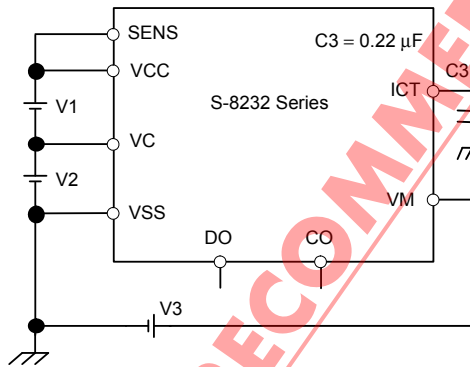 SENS
C3 = 0.22 µF
VCC
ICT
C3
V1
S-8232 Series
VC
V2
VSS
VM
DO
CO
V3
RECOMME